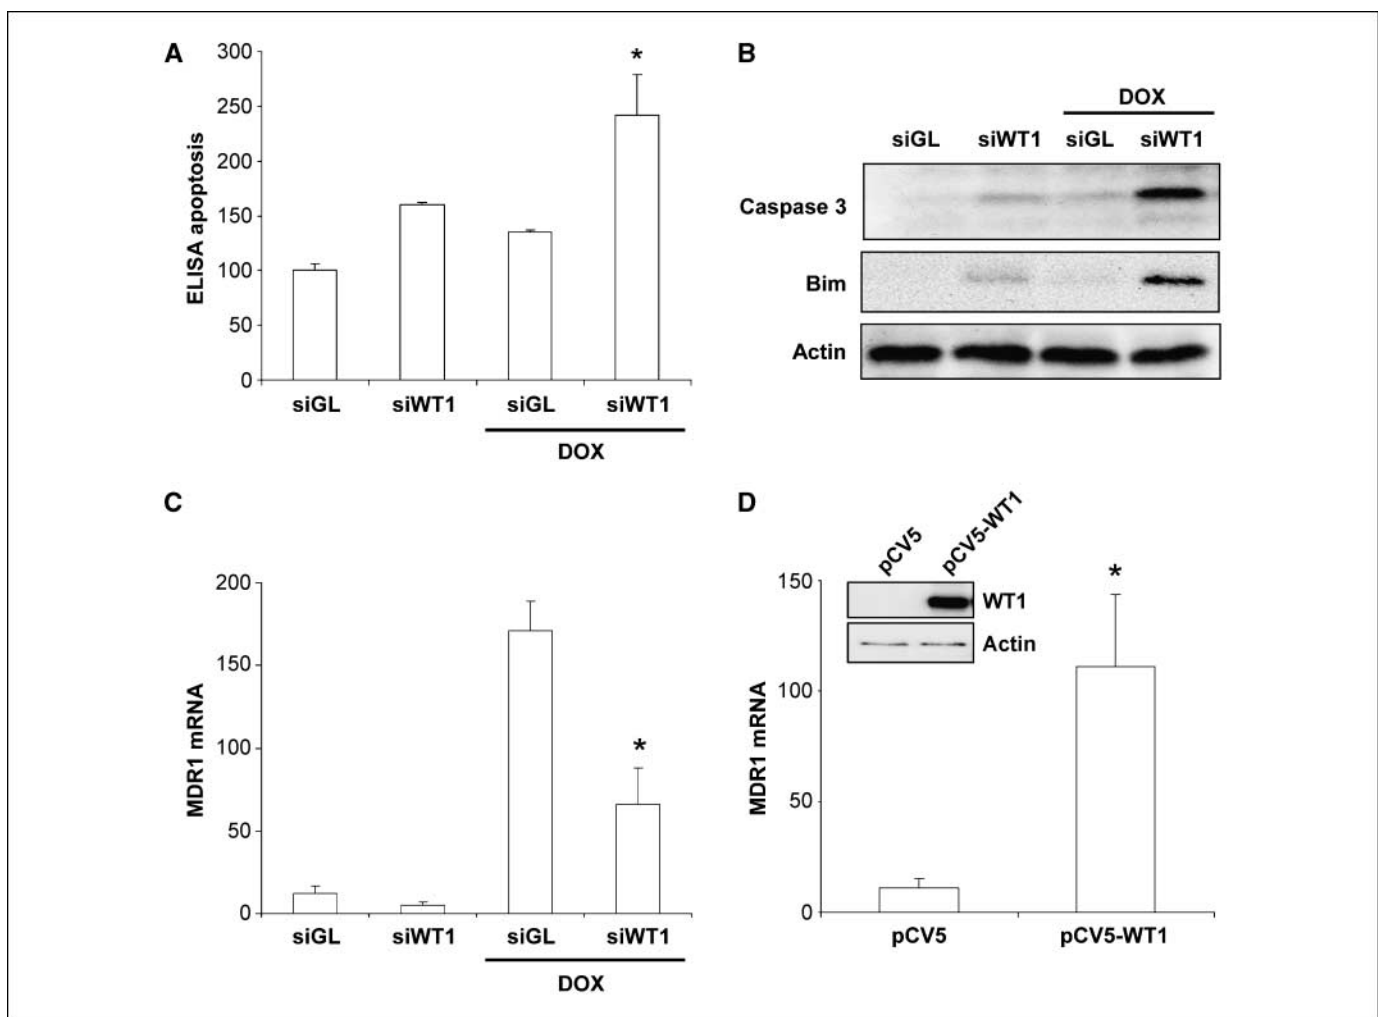 A
ELISA apoptosis
300
*
250
200
150
100
50
0
siGL siWT1 siGL siWT1
DOX
B
DOX
siGL siWT1 siGL siWT1
Caspase 3
Bim
Actin
C
MDR1 mRNA
200
150
100
*
50
0
siGL siWT1 siGL siWT1
DOX
D
pCV5 pCV5-WT1
WT1
Actin
MDR1 mRNA
150
*
100
50
0
pCV5 pCV5-WT1